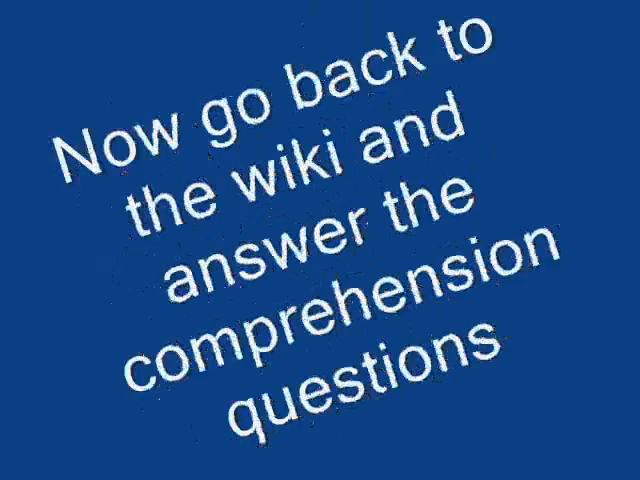 Now go back to
the wiki and
answer the
comprehension
questions